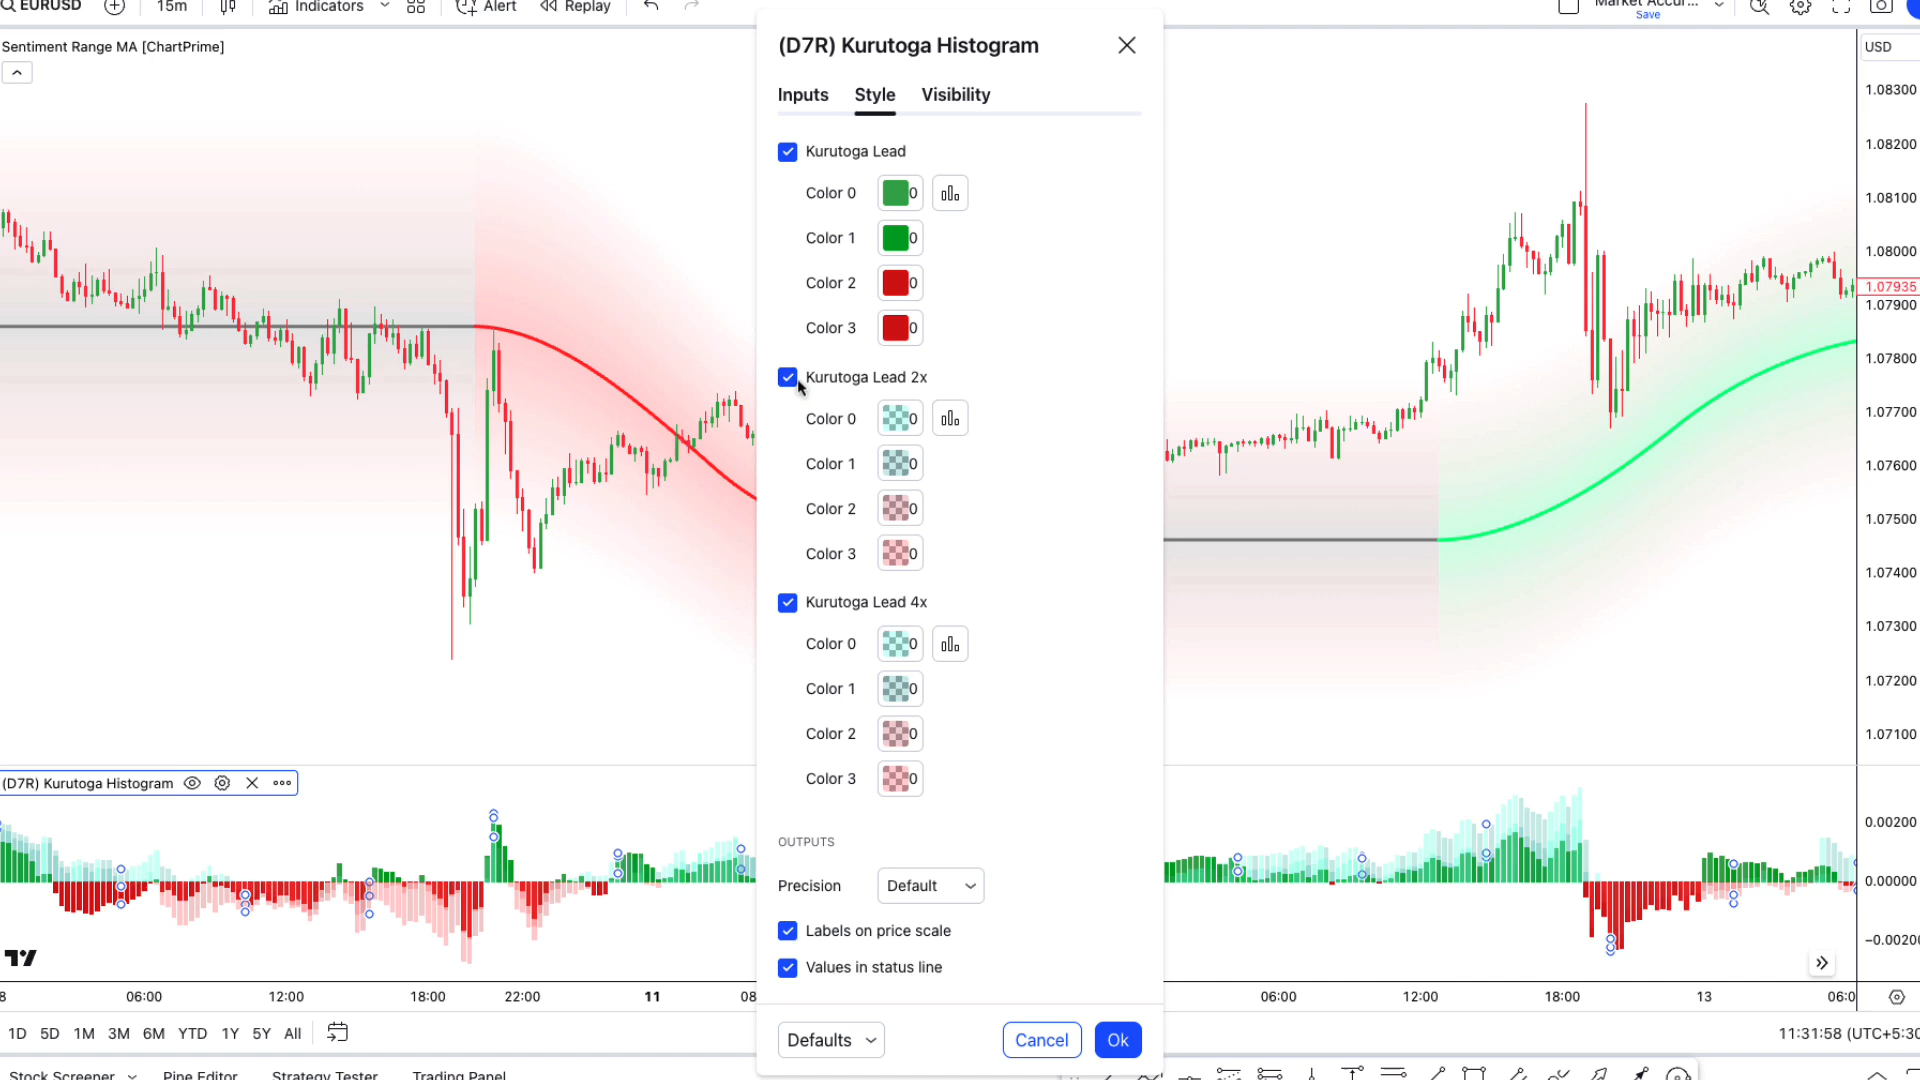 EURUSD 15m Indicators Alert Replay Market Accur... Save
Sentiment Range MA [ChartPrime]
(D7R) Kurutoga Histogram
Inputs Style Visibility
Kurutoga Lead
Color 0
Color 1
Color 2
Color 3
Kurutoga Lead 2x
Color 0
Color 1
Color 2
Color 3
Kurutoga Lead 4x
Color 0
Color 1
Color 2
Color 3
OUTPUTS
Precision Default
Labels on price scale
Values in status line
Defaults Cancel Ok
USD
1.08300
1.08200
1.08100
1.08000
1.07935
1.07900
1.07800
1.07700
1.07600
1.07500
1.07400
1.07300
1.07200
1.07100
(D7R) Kurutoga Histogram
0.00200
0.00000
−0.00200
06:00 12:00 18:00 22:00 11 08 06:00 12:00 18:00 13 06:0
1D 5D 1M 3M 6M YTD 1Y 5Y All 11:31:58 (UTC+5:30
Stock Screener Pine Editor Strategy Tester Trading Panel